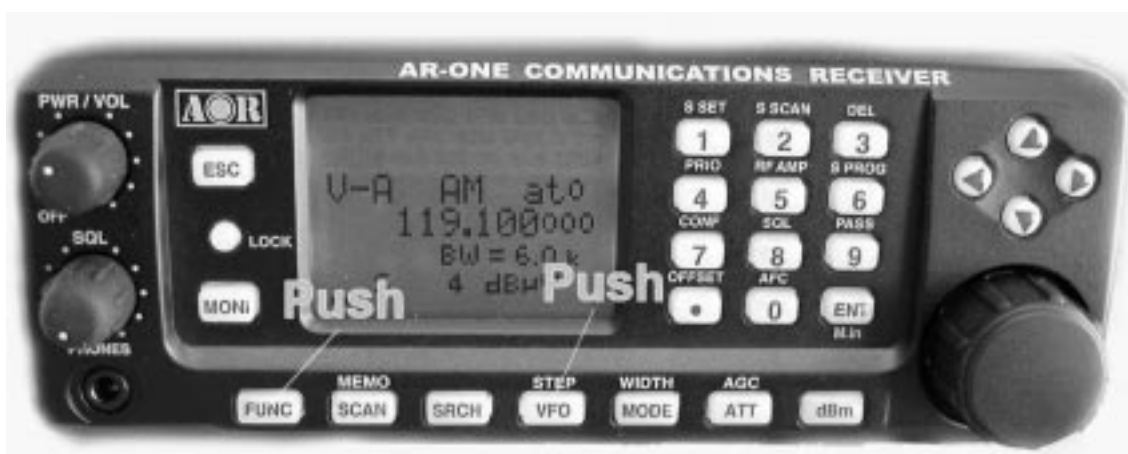 AR-ONE COMMUNICATIONS RECEIVER
PWR / VOL
OFF
SQL
PHONES
AOR
ESC
LOCK
MONi
V-A AM ato
119.100000
BW = 6.0 k
4 dBμ
Push
Push
S SET S SCAN DEL
1 2 3
PRIO RF AMP S PROG
4 5 6
CONF SQL PASS
7 8 9
OFFSET AFC
• 0 ENT
M.in
MEMO STEP WIDTH AGC
FUNC SCAN SRCH VFO MODE ATT dBm